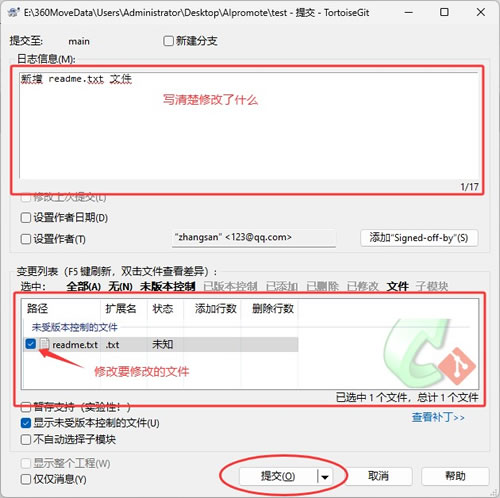 E:\360MoveData\Users\Administrator\Desktop\AIpromote\test - 提交 - TortoiseGit
提交至: main 新建分支
日志信息(M):
新增 readme.txt 文件
写清楚修改了什么
1/17
修改上次提交(L)
设置作者日期(D)
设置作者(T) "zhangsan" <123@qq.com> 添加"Signed-off-by"(S)
变更列表（F5 键刷新，双击文件查看差异）:
选中: 全部(A) 无(N) 未版本控制 已版本控制 已添加 已删除 已修改 文件 子模块
路径 扩展名 状态 添加行数 删除行数
未受版本控制的文件
readme.txt .txt 未知
修改要修改的文件
已选中 1 个文件，总计 1 个文件
暂存支持（实验性！）
显示未受版本控制的文件(U) 查看补丁>>
不自动选择子模块
显示整个工程(W)
仅仅消息(Y)
提交(O) 取消 帮助